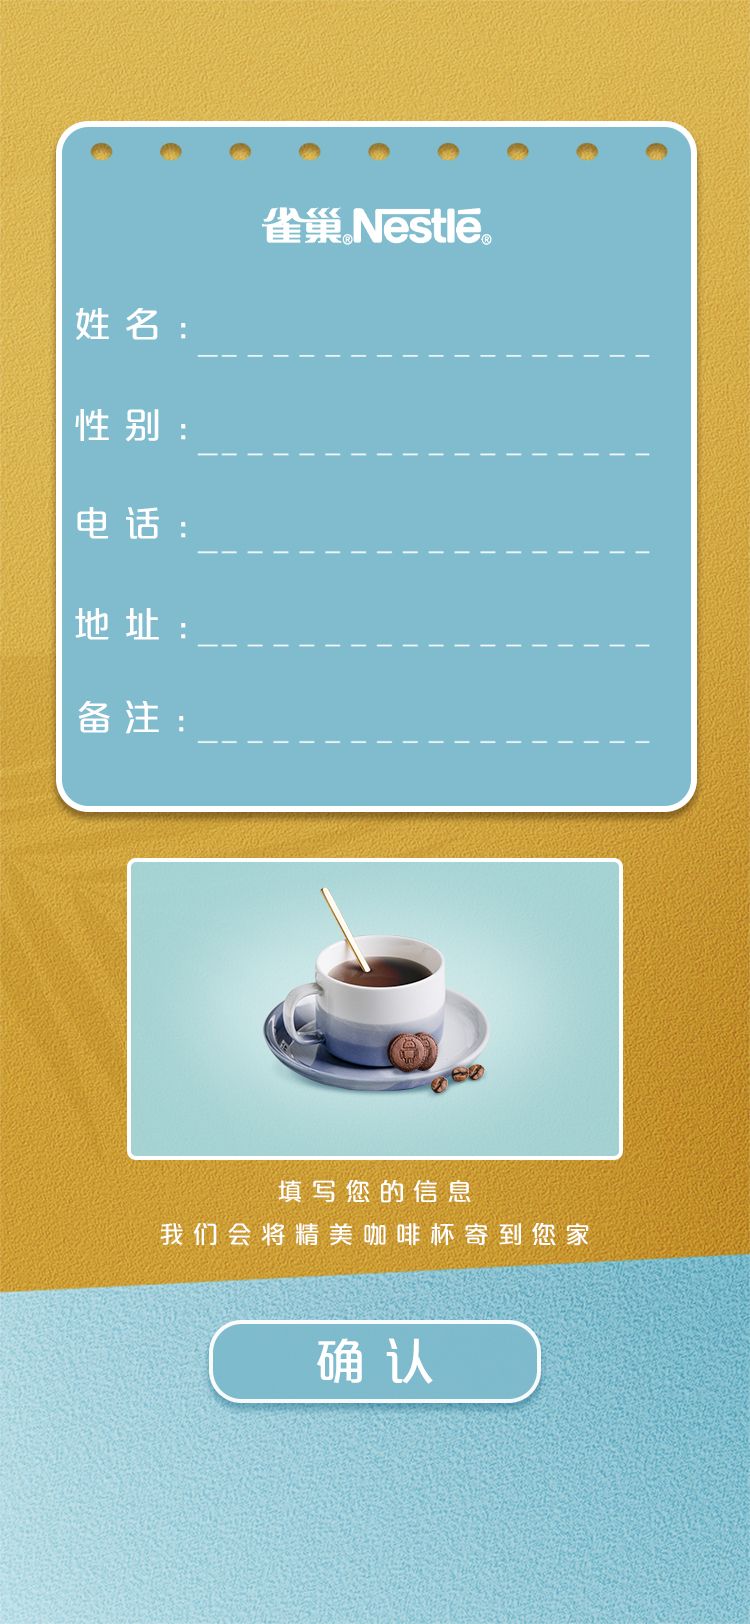 雀巢®Nestlé®
姓名：
性别：
电话：
地址：
备注：
填写您的信息
我们会将精美咖啡杯寄到您家
确认